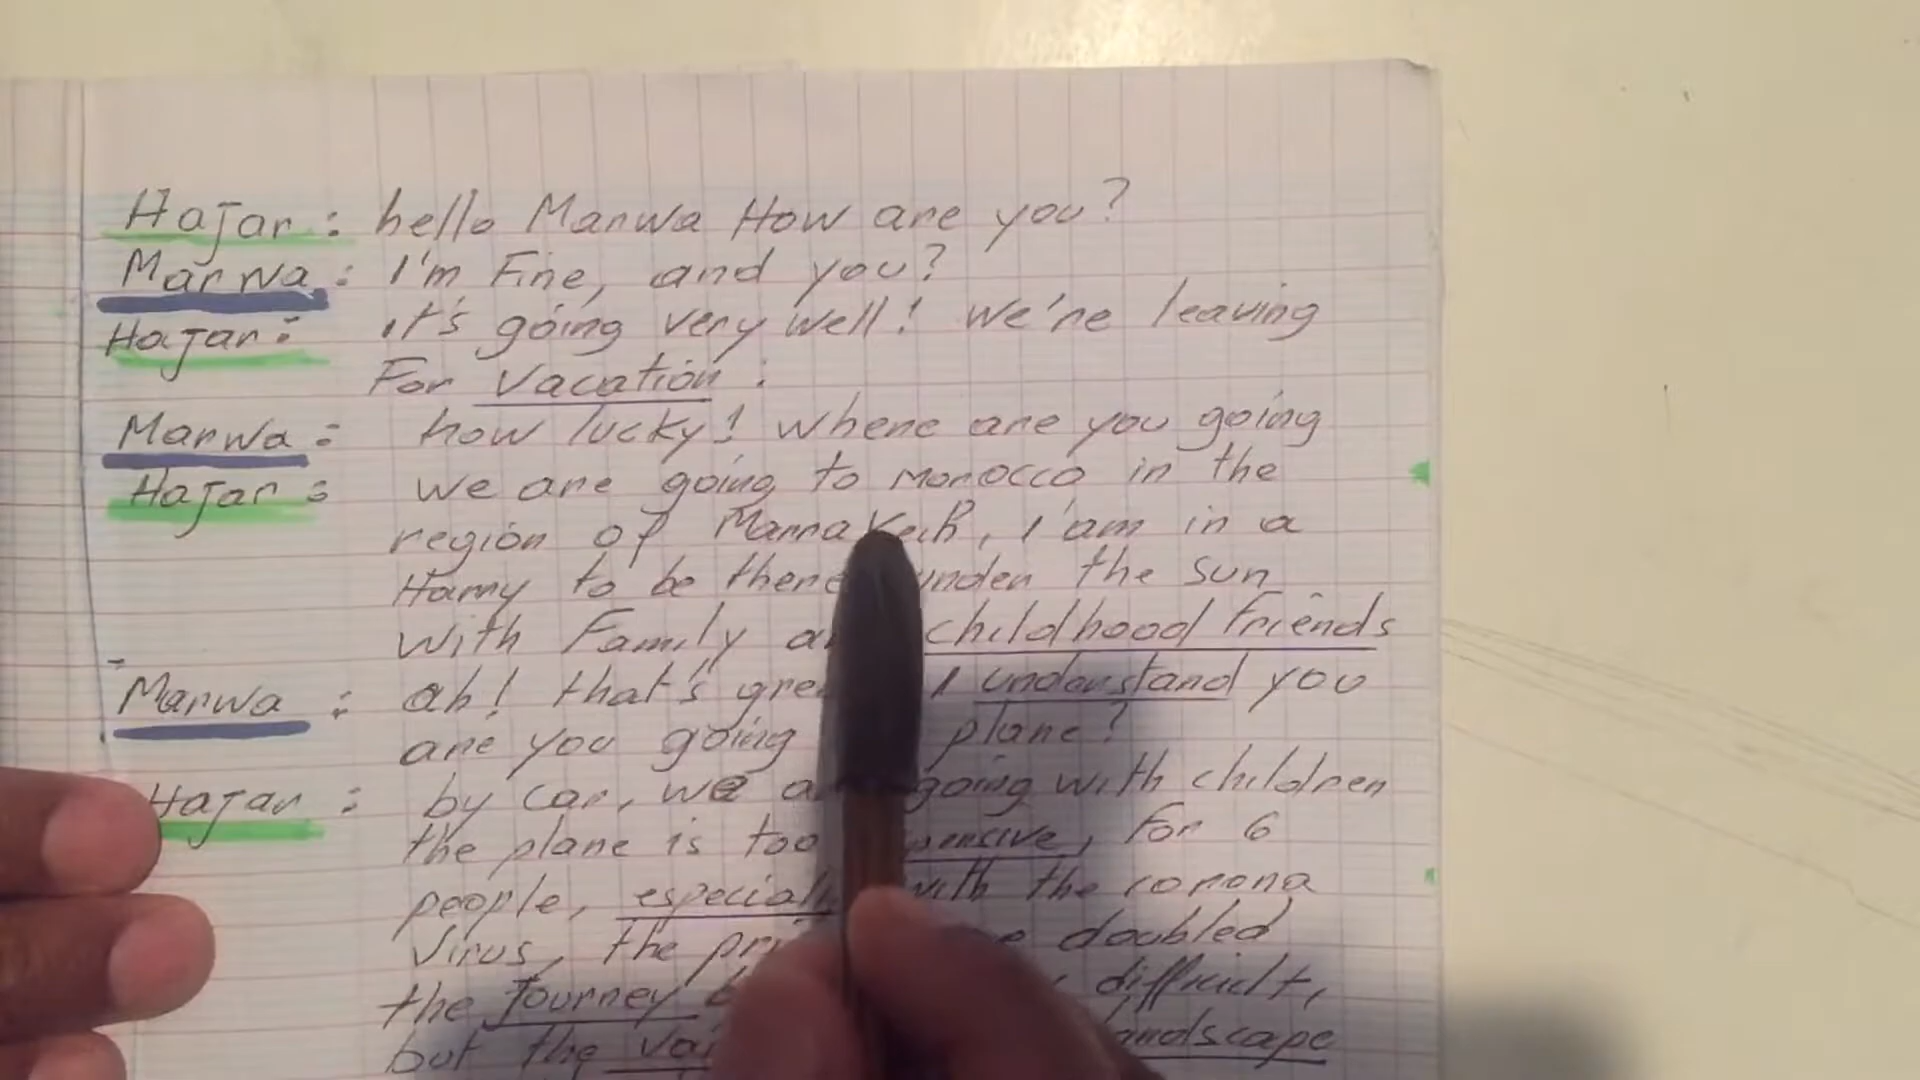 Hajar : hello Marwa How are you?
Marwa : I'm Fine, and you?
Hajar : it's going very well! we're leaving
For vacation :
Marwa : how lucky! where are you going
Hajar : we are going to morocco in the
region of I am in a
Harry to be there under the sun
with Family childhood friends
Marwa : ah! that's I understand you
are you going plane?
Hajar : by car, we going with children
the plane is too for 6
people, with the corona
Virus, the doubled
the Journey difficult,
but the landscape